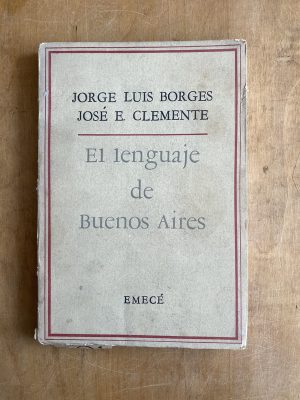 JORGE LUIS BORGES
JOSÉ E. CLEMENTE
El lenguaje
de
Buenos Aires
EMECÉ